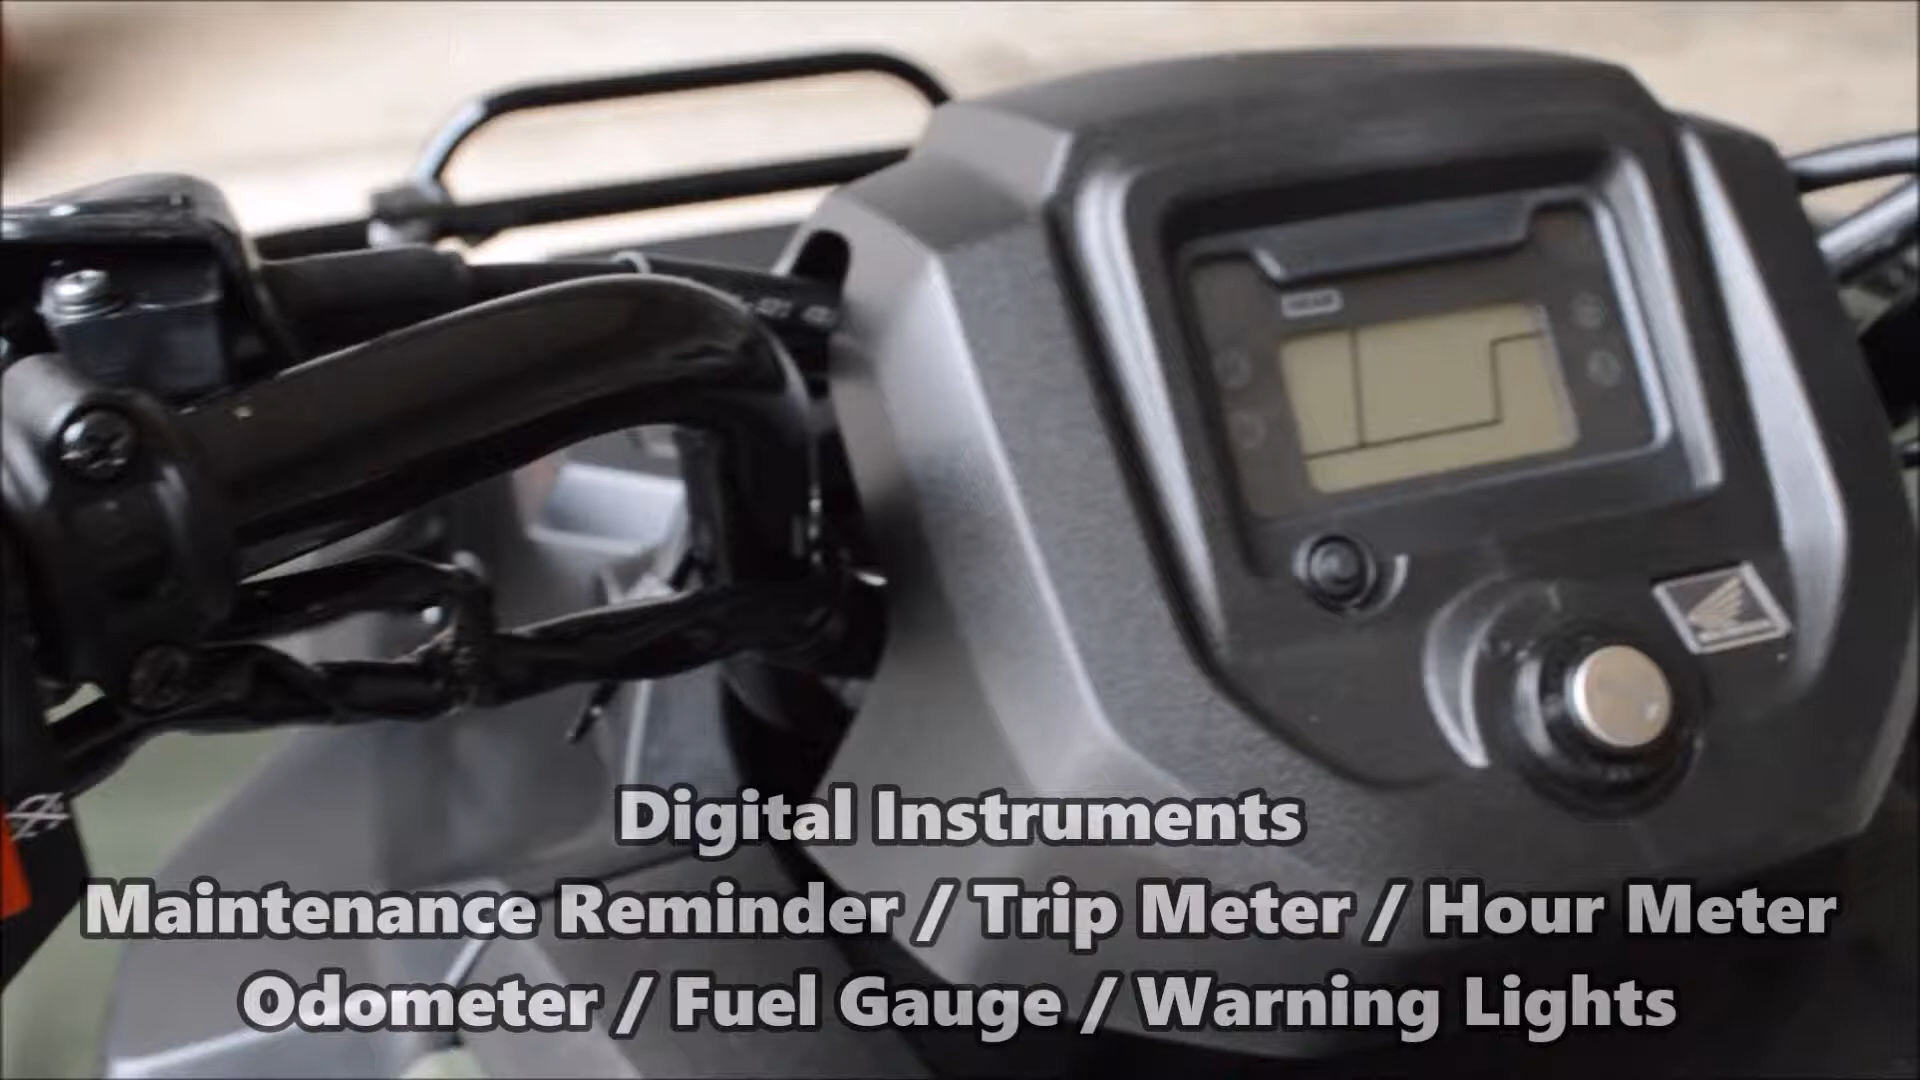 Digital Instruments
Maintenance Reminder / Trip Meter / Hour Meter
Odometer / Fuel Gauge / Warning Lights